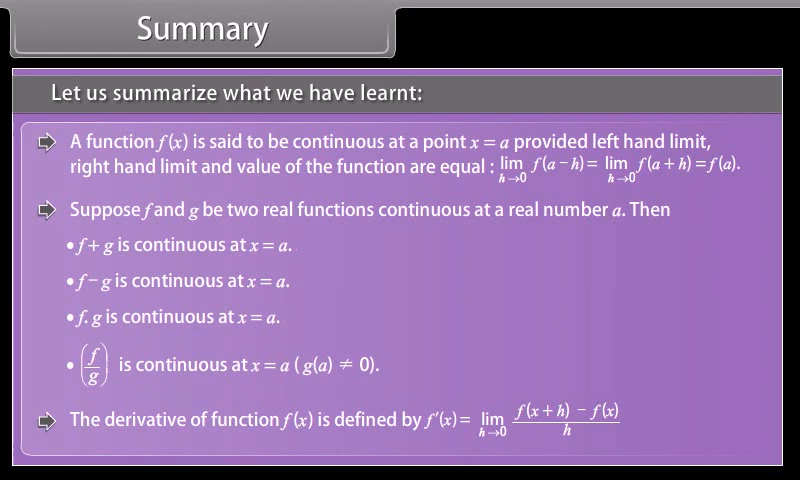 Summary
Let us summarize what we have learnt:
A function f(x) is said to be continuous at a point x = a provided left hand limit,
right hand limit and value of the function are equal : lim h→0 f(a − h) = lim h→0 f(a + h) = f(a).
Suppose f and g be two real functions continuous at a real number a. Then
• f + g is continuous at x = a.
• f − g is continuous at x = a.
• f. g is continuous at x = a.
• (f/g) is continuous at x = a ( g(a) ≠ 0).
The derivative of function f(x) is defined by f′(x) = lim h→0 f(x + h) − f(x) / h